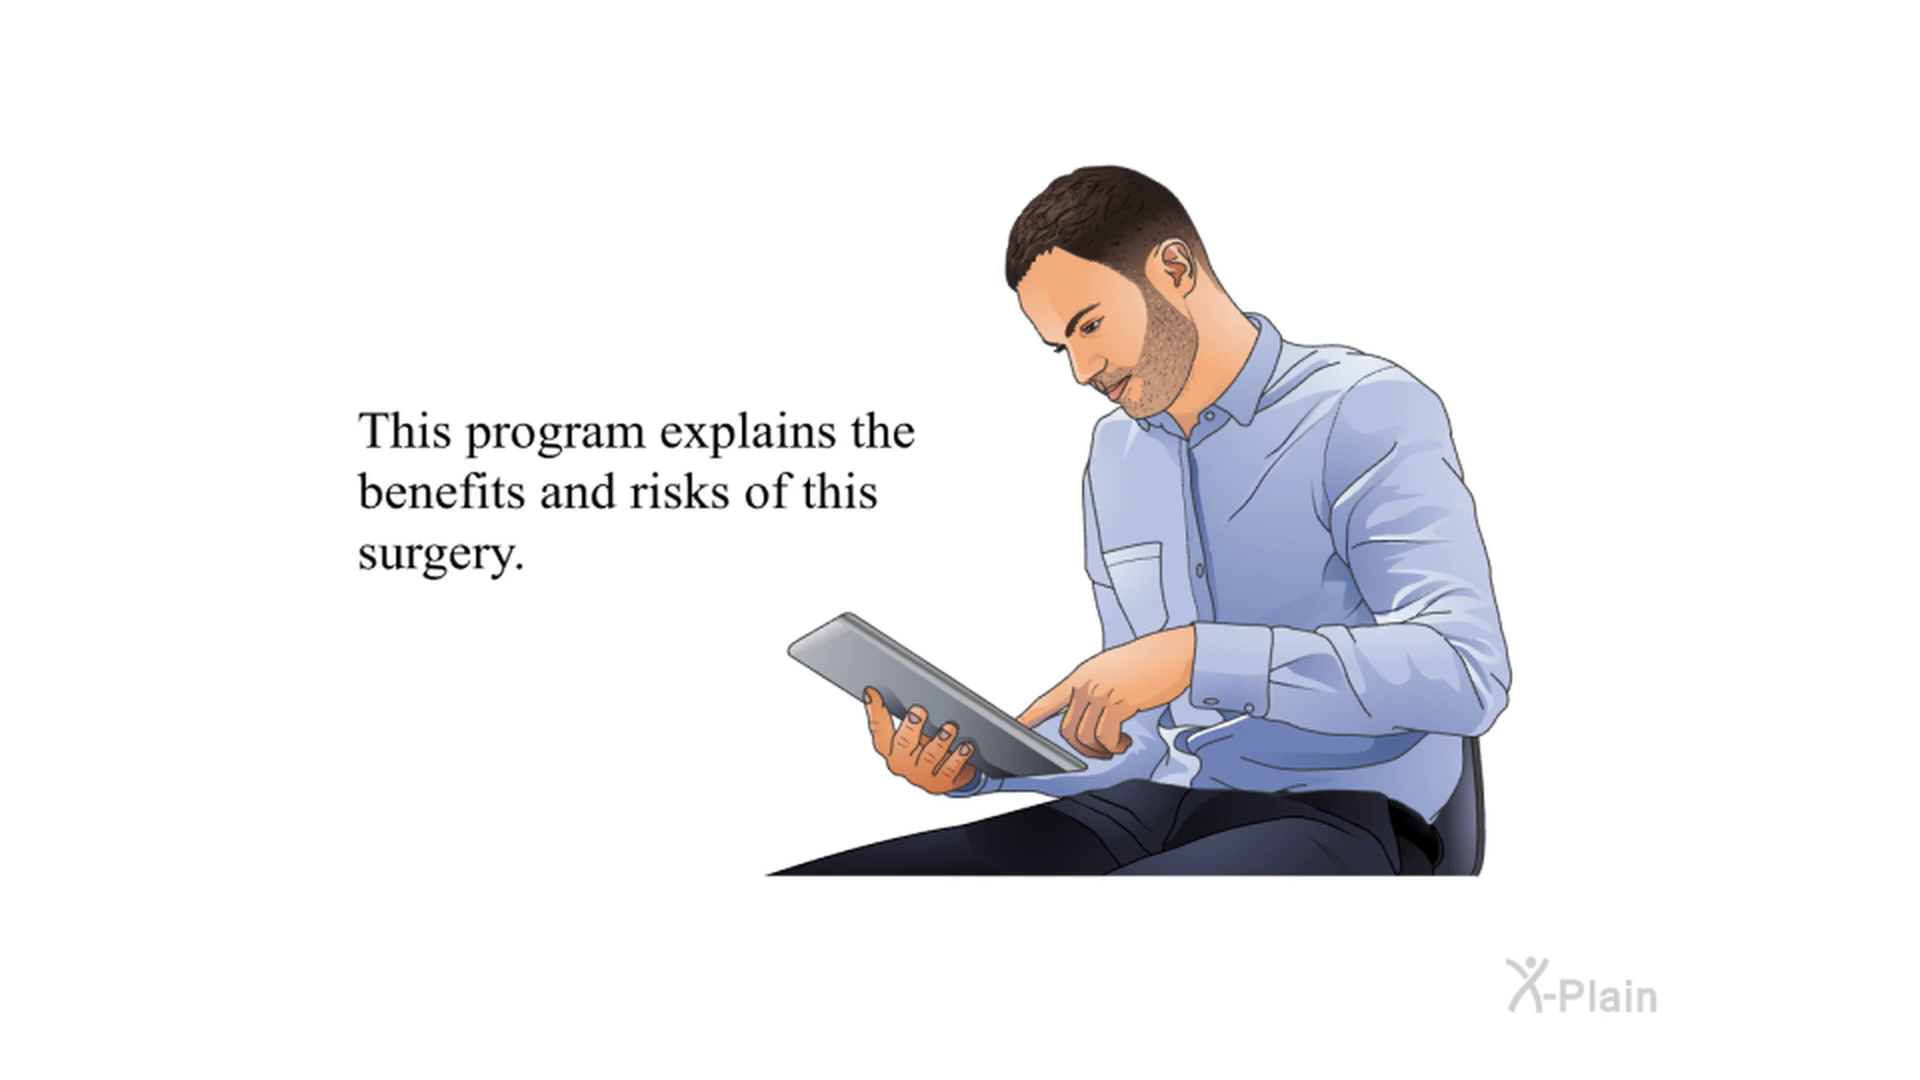 This program explains the
benefits and risks of this
surgery.
X-Plain